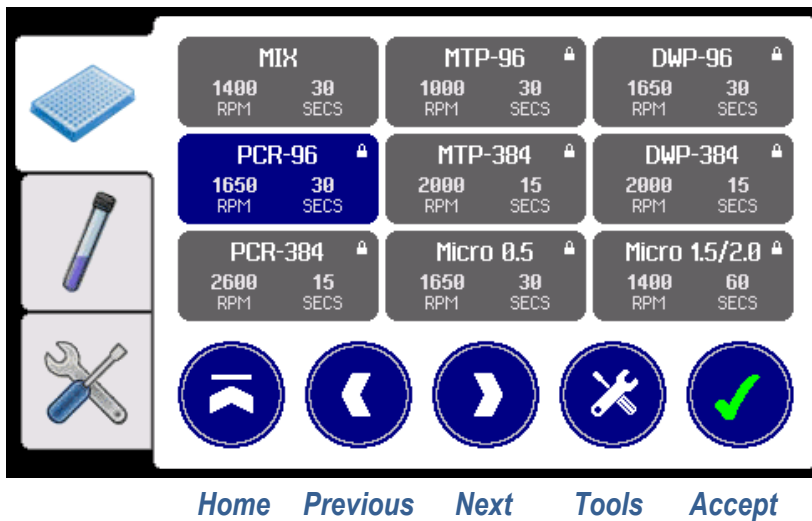 MIX
1400 30
RPM SECS
MTP-96
1000 30
RPM SECS
DWP-96
1650 30
RPM SECS
PCR-96
1650 30
RPM SECS
MTP-384
2000 15
RPM SECS
DWP-384
2000 15
RPM SECS
PCR-384
2600 15
RPM SECS
Micro 0.5
1650 30
RPM SECS
Micro 1.5/2.0
1400 60
RPM SECS
Home Previous Next Tools Accept